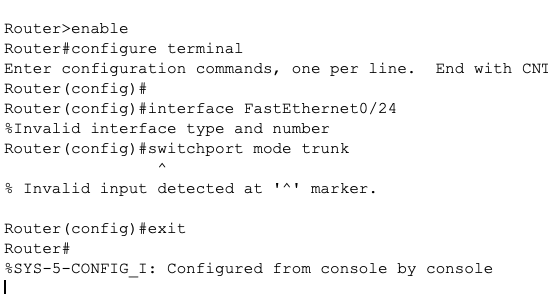 Router>enable
Router#configure terminal
Enter configuration commands, one per line.  End with CNT
Router(config)#
Router(config)#interface FastEthernet0/24
%Invalid interface type and number
Router(config)#switchport mode trunk
                ^
% Invalid input detected at '^' marker.

Router(config)#exit
Router#
%SYS-5-CONFIG_I: Configured from console by console